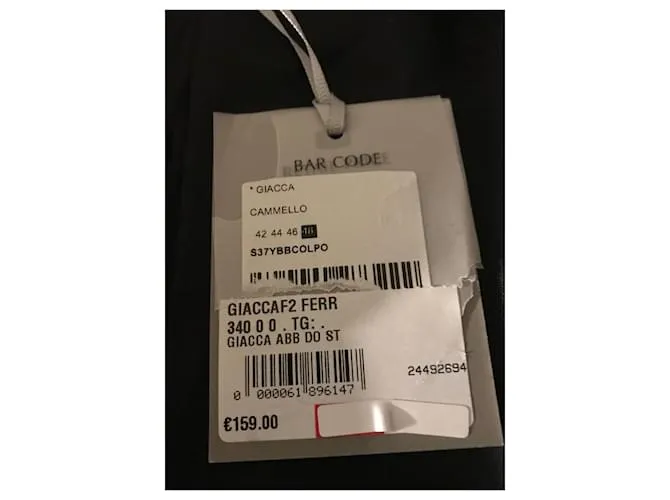 BAR CODE
* GIACCA
CAMMELLO
42 44 46 48
S37YBBCOLPO
GIACCAF2 FERR
340 0 0 . TG: .
GIACCA ABB DO ST
24492694
0 000061 896147
€159.00